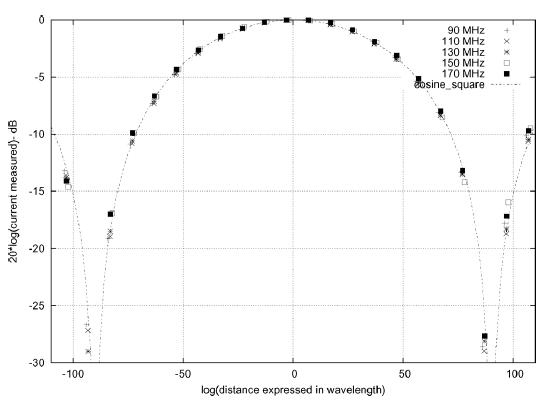 0
-5
-10
-15
-20
-25
-30
-100
-50
0
50
100
20*log(current measured)- dB
log(distance expressed in wavelength)
90 MHz
110 MHz
130 MHz
150 MHz
170 MHz
cosine_square